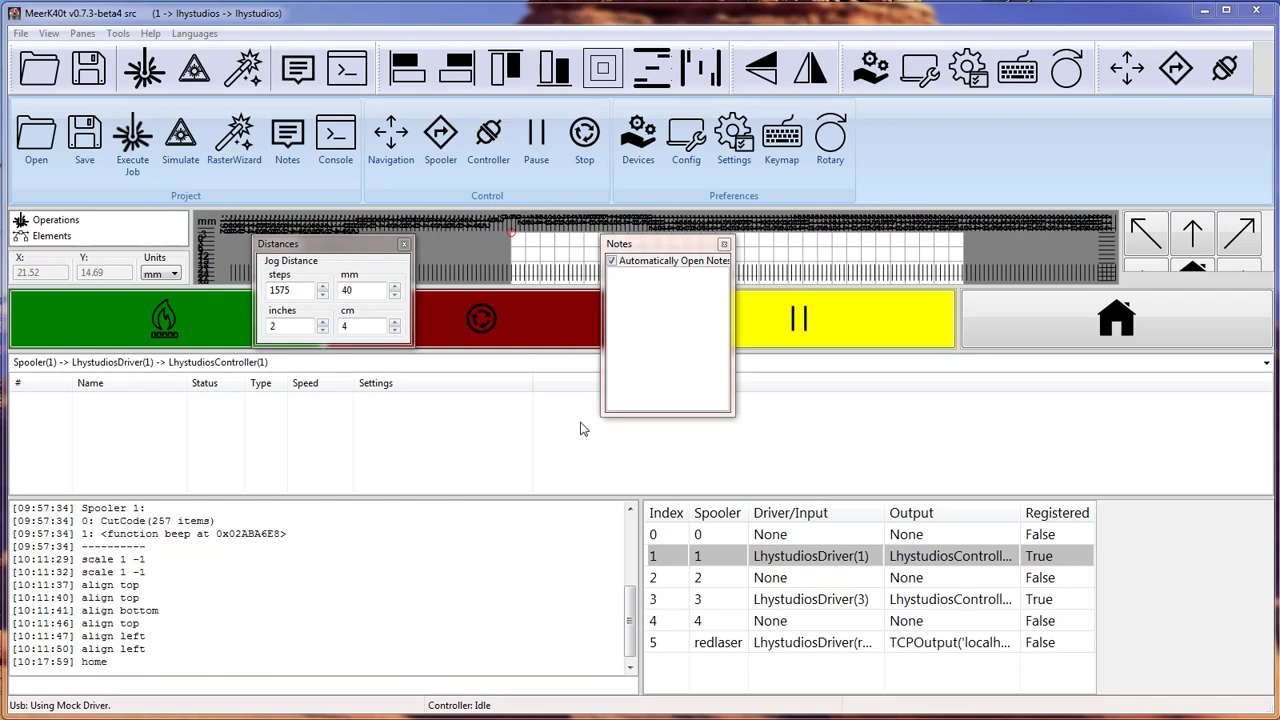 MeerK40t v0.7.3-beta4 src (1 -> lhystudios -> lhystudios)
File View Panes Tools Help Languages
Open Save Execute Job Simulate RasterWizard Notes Console Navigation Spooler Controller Pause Stop Devices Config Settings Keymap Rotary
Project Control Preferences
Operations
Elements
X: Y: Units
21.52 14.69 mm
mm
Distances
Jog Distance
steps mm
1575 40
inches cm
2 4
Notes
Automatically Open Notes
Spooler(1) -> LhystudiosDriver(1) -> LhystudiosController(1)
# Name Status Type Speed Settings
[09:57:34] Spooler 1:
[09:57:34] 0: CutCode(257 items)
[09:57:34] 1: <function beep at 0x02ABA6E8>
[09:57:34] ----------
[10:11:29] scale 1 -1
[10:11:32] scale 1 -1
[10:11:37] align top
[10:11:40] align top
[10:11:41] align bottom
[10:11:46] align top
[10:11:47] align left
[10:11:50] align left
[10:17:59] home
Index Spooler Driver/Input Output Registered
0 0 None None False
1 1 LhystudiosDriver(1) LhystudiosControll... True
2 2 None None False
3 3 LhystudiosDriver(3) LhystudiosControll... True
4 4 None None False
5 redlaser LhystudiosDriver(r... TCPOutput('localh... False
Usb: Using Mock Driver. Controller: Idle